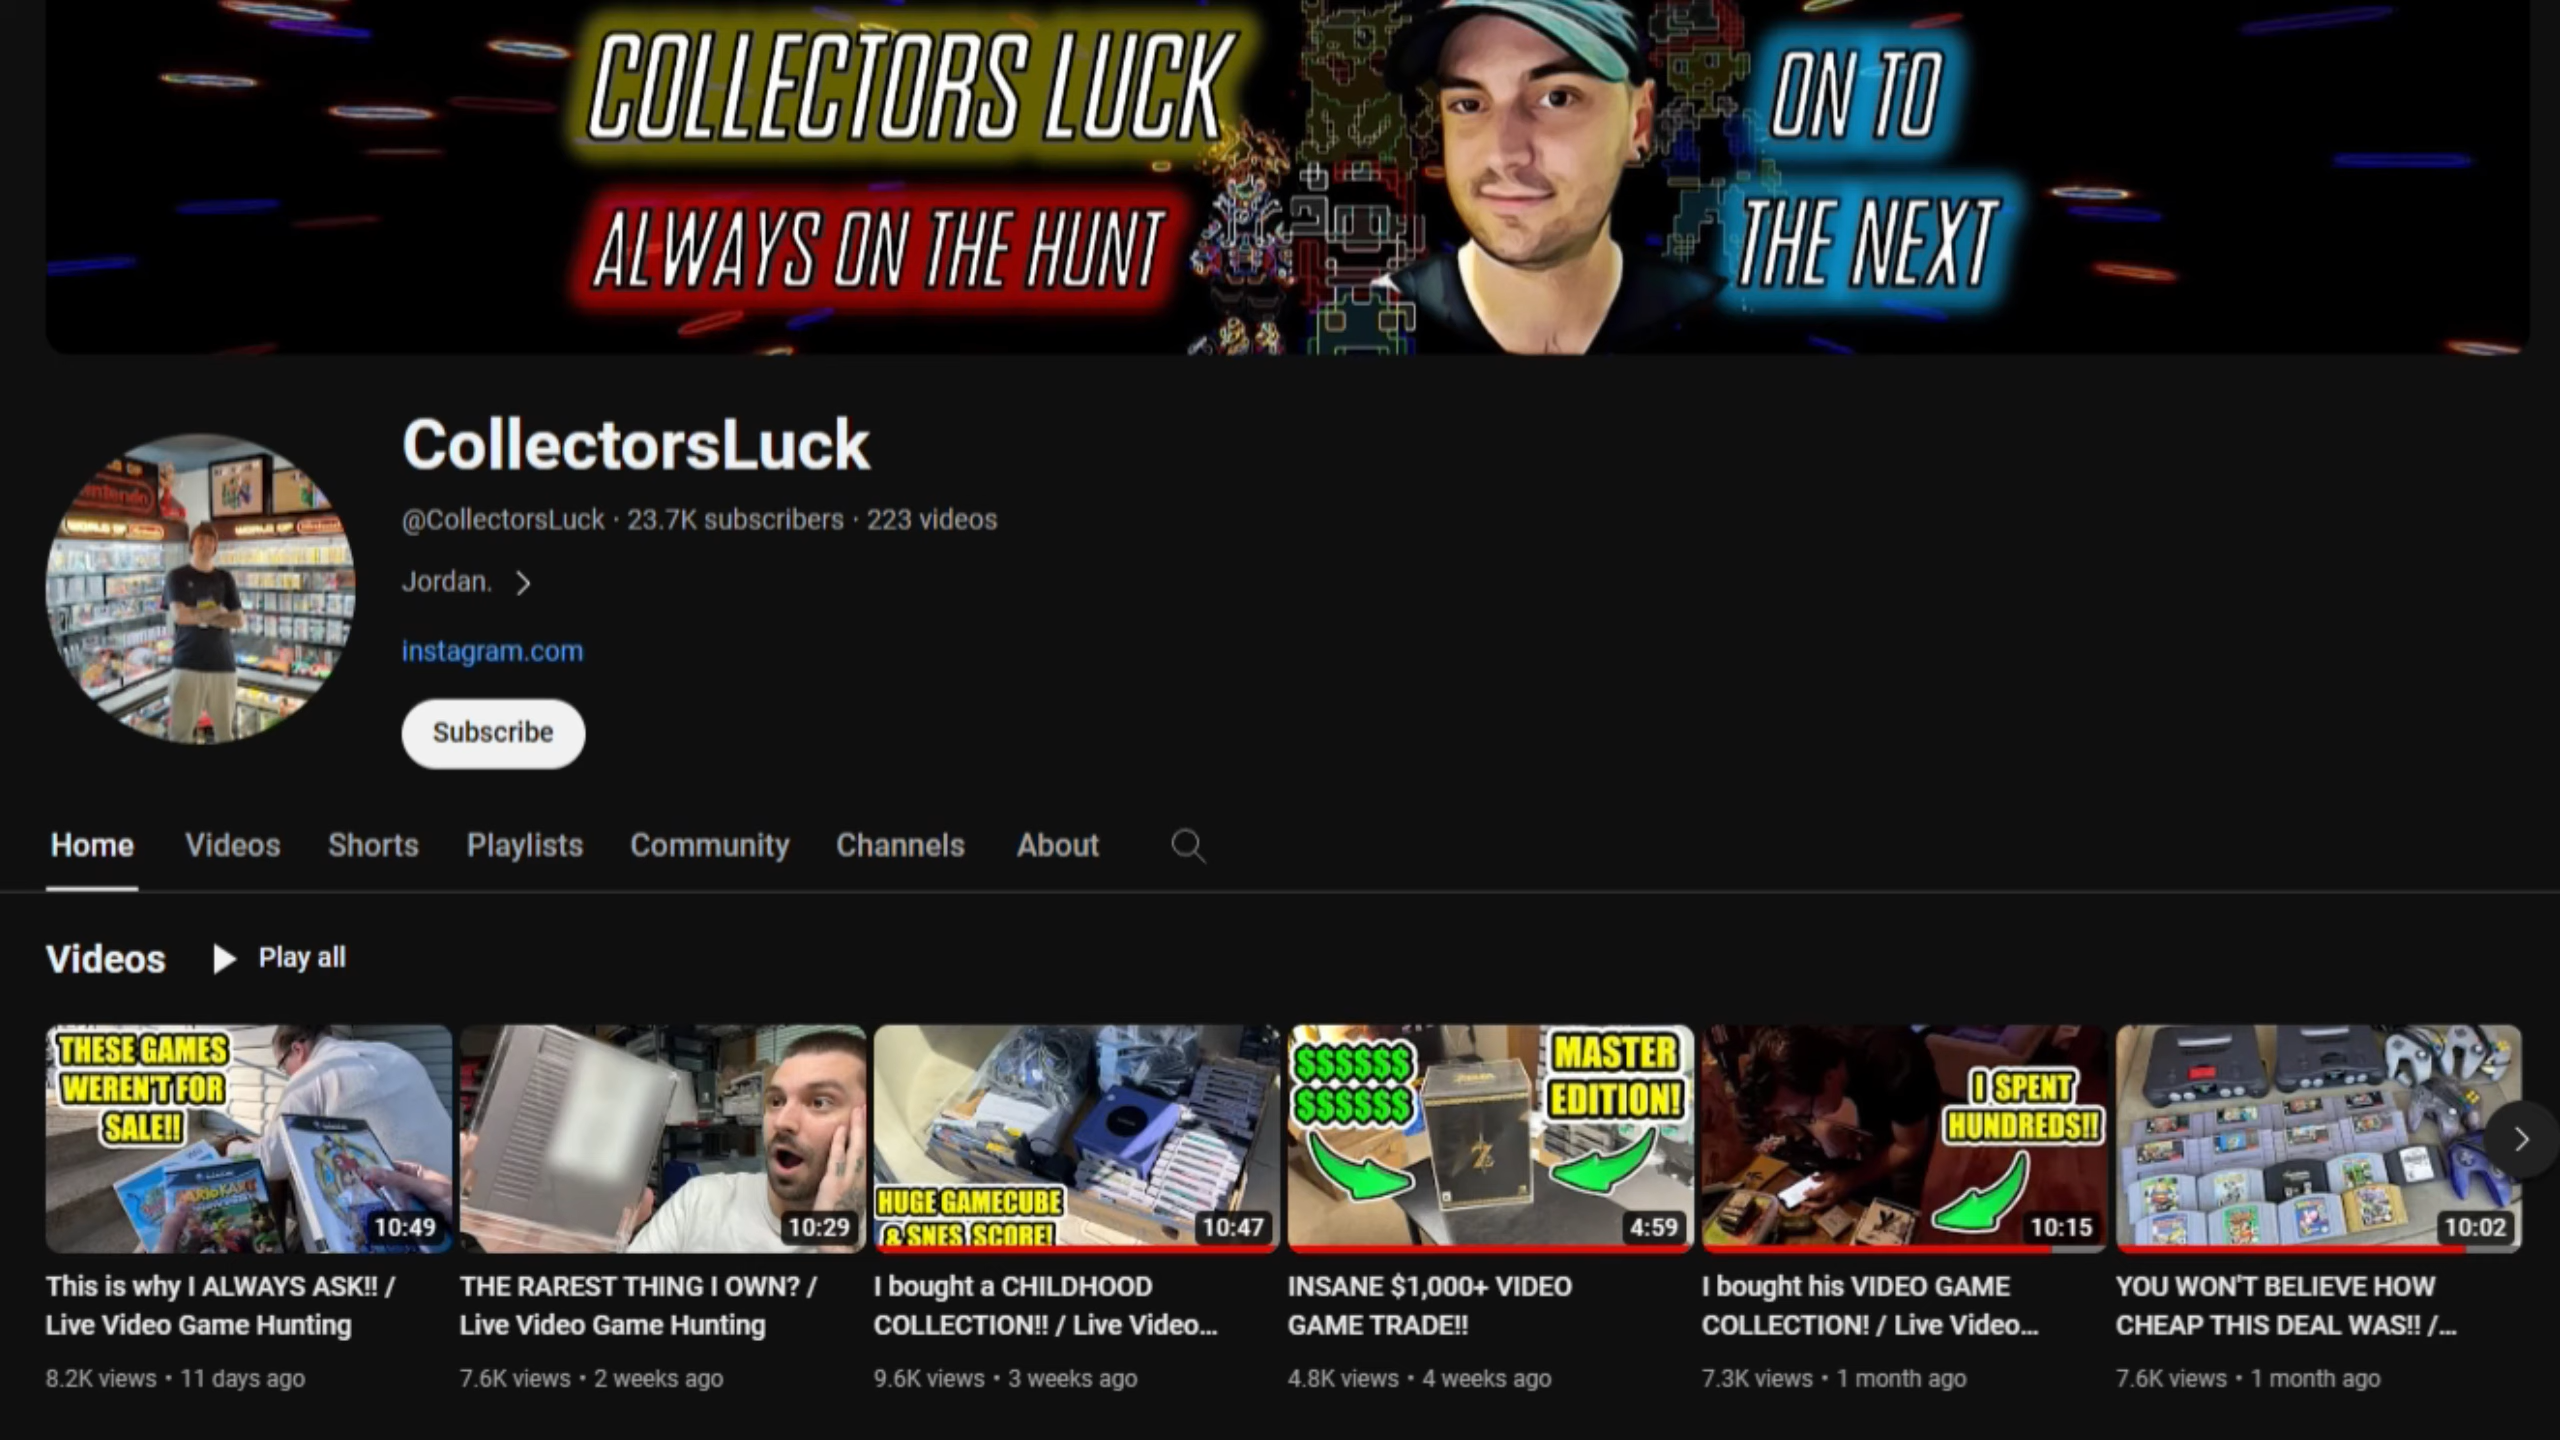 COLLECTORS LUCK
ALWAYS ON THE HUNT
ON TO
THE NEXT
CollectorsLuck
@CollectorsLuck · 23.7K subscribers · 223 videos
Jordan.
instagram.com
Subscribe
Home Videos Shorts Playlists Community Channels About
Videos Play all
THESE GAMES
WEREN'T FOR
SALE!!
10:49
10:29
HUGE GAMECUBE
& SNES SCORE!
10:47
$$$$$$
$$$$$$
MASTER
EDITION!
4:59
I SPENT
HUNDREDS!!
10:15
10:02
This is why I ALWAYS ASK!! /
Live Video Game Hunting
8.2K views • 11 days ago
THE RAREST THING I OWN? /
Live Video Game Hunting
7.6K views • 2 weeks ago
I bought a CHILDHOOD
COLLECTION!! / Live Video...
9.6K views • 3 weeks ago
INSANE $1,000+ VIDEO
GAME TRADE!!
4.8K views • 4 weeks ago
I bought his VIDEO GAME
COLLECTION! / Live Video...
7.3K views • 1 month ago
YOU WON'T BELIEVE HOW
CHEAP THIS DEAL WAS!! /...
7.6K views • 1 month ago